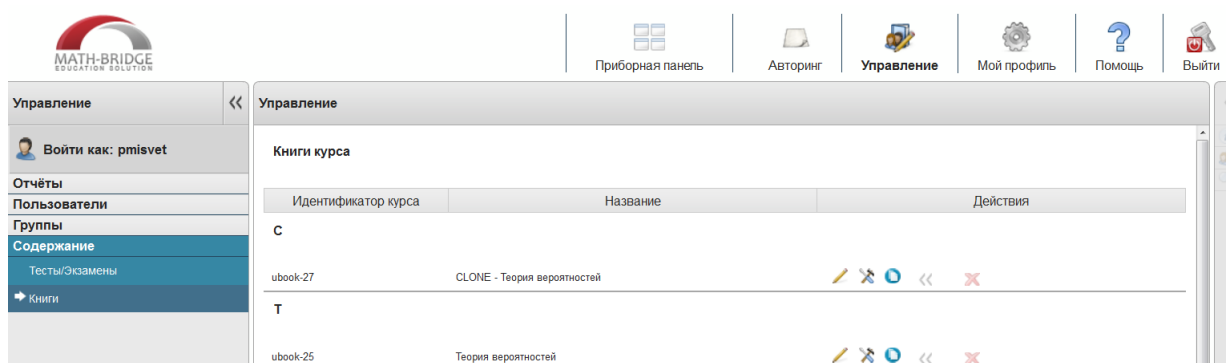 MATH-BRIDGE
EDUCATION SOLUTION
Приборная панель
Авторинг
Управление
Мой профиль
Помощь
Выйти
Управление
Управление
Войти как: pmisvet
Отчёты
Пользователи
Группы
Содержание
Тесты/Экзамены
Книги
Книги курса
Идентификатор курса Название Действия
C
ubook-27 CLONE - Теория вероятностей
Т
ubook-25 Теория вероятностей